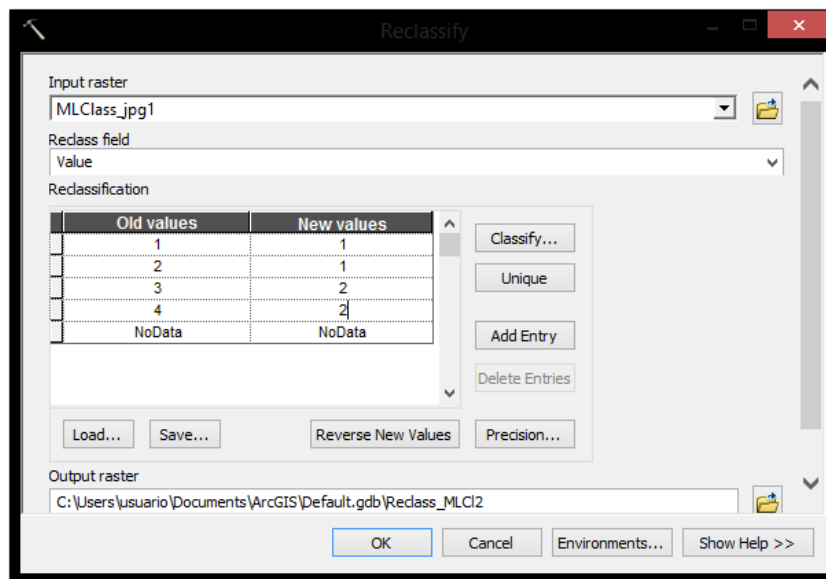 Reclassify
Input raster
MLClass_jpg1
Reclass field
Value
Reclassification
Old values New values
1 1
2 1
3 2
4 2
NoData NoData
Classify...
Unique
Add Entry
Delete Entries
Load... Save... Reverse New Values Precision...
Output raster
C:\Users\usuario\Documents\ArcGIS\Default.gdb\Reclass_MLCl2
OK Cancel Environments... Show Help >>